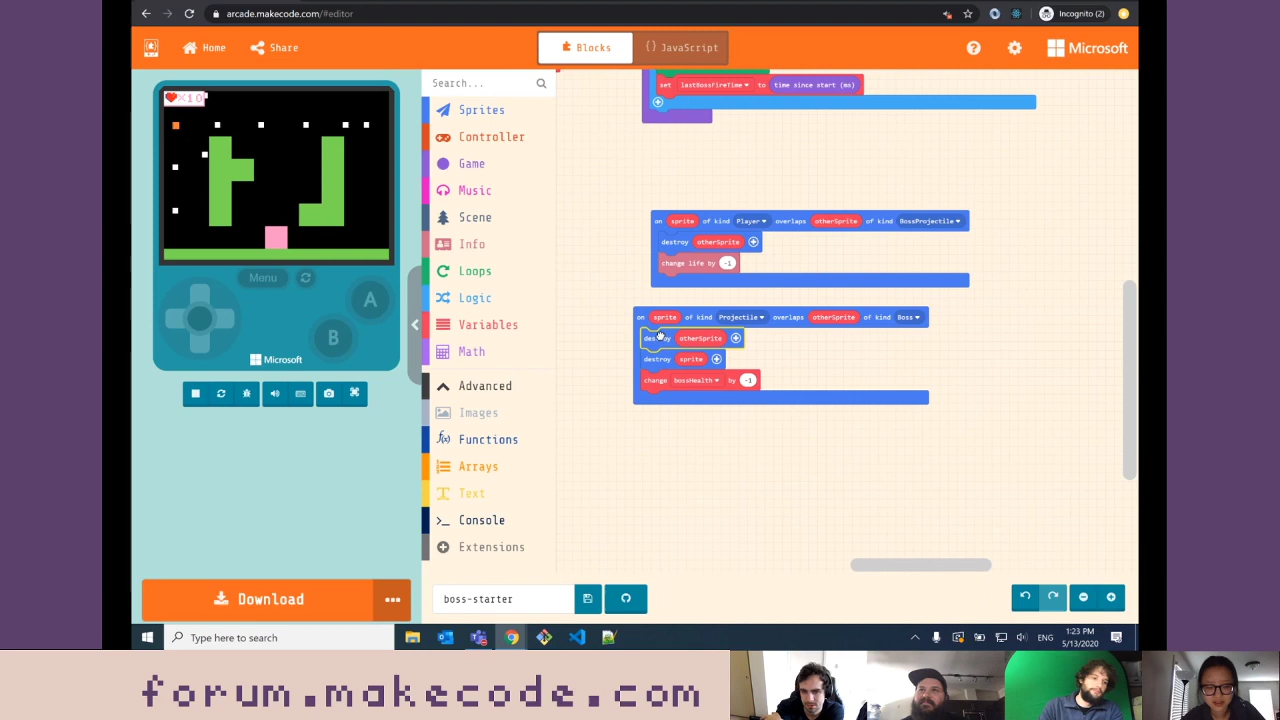 arcade.makecode.com/#editor
Incognito (2)
Home
Share
Blocks
{} JavaScript
Microsoft
×10
Menu
A
B
Microsoft
Download
•••
Search...
Sprites
Controller
Game
Music
Scene
Info
Loops
Logic
Variables
Math
Advanced
Images
Functions
Arrays
Text
Console
Extensions
set lastBossFireTime to time since start (ms)
on sprite of kind Player overlaps otherSprite of kind BossProjectile
destroy otherSprite
change life by -1
on sprite of kind Projectile overlaps otherSprite of kind Boss
destroy otherSprite
destroy sprite
change bossHealth by -1
boss-starter
Type here to search
ENG
1:23 PM
5/13/2020
forum.makecode.com